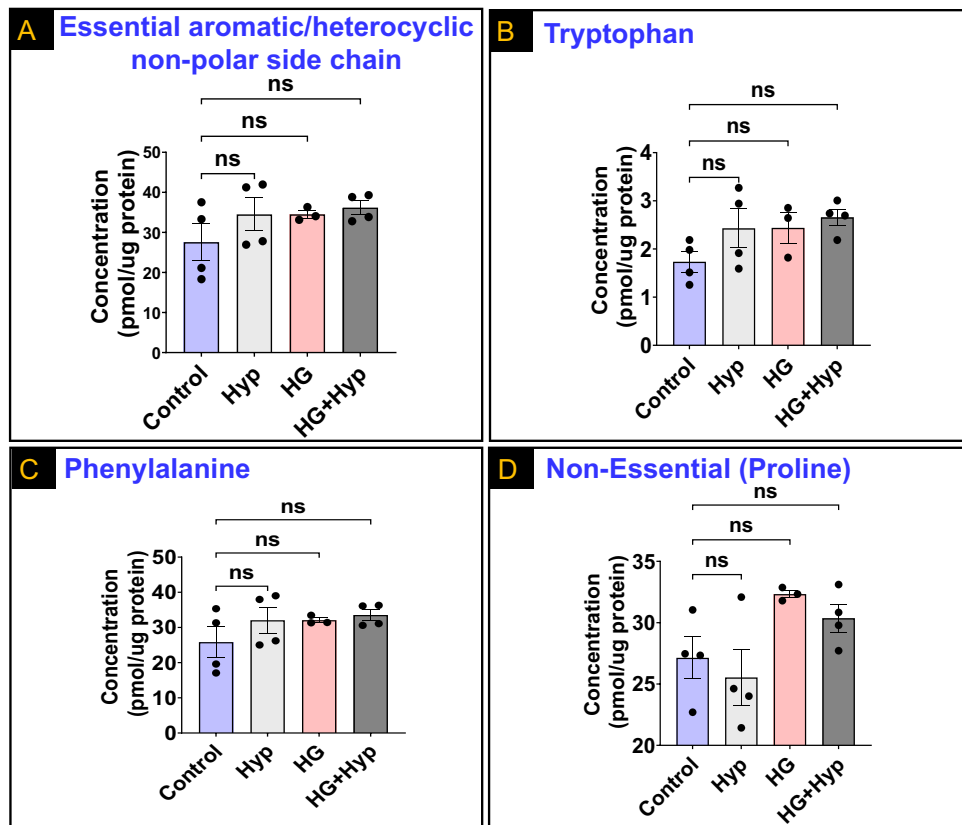 A
Essential aromatic/heterocyclic
non-polar side chain
ns
ns
ns
Concentration
(pmol/ug protein)
50
40
30
20
10
0
Control
Hyp
HG
HG+Hyp
B
Tryptophan
ns
ns
ns
Concentration
(pmol/ug protein)
4
3
2
1
0
Control
Hyp
HG
HG+Hyp
C
Phenylalanine
ns
ns
ns
Concentration
(pmol/ug protein)
50
40
30
20
10
0
Control
Hyp
HG
HG+Hyp
D
Non-Essential (Proline)
ns
ns
ns
Concentration
(pmol/ug protein)
35
30
25
20
Control
Hyp
HG
HG+Hyp